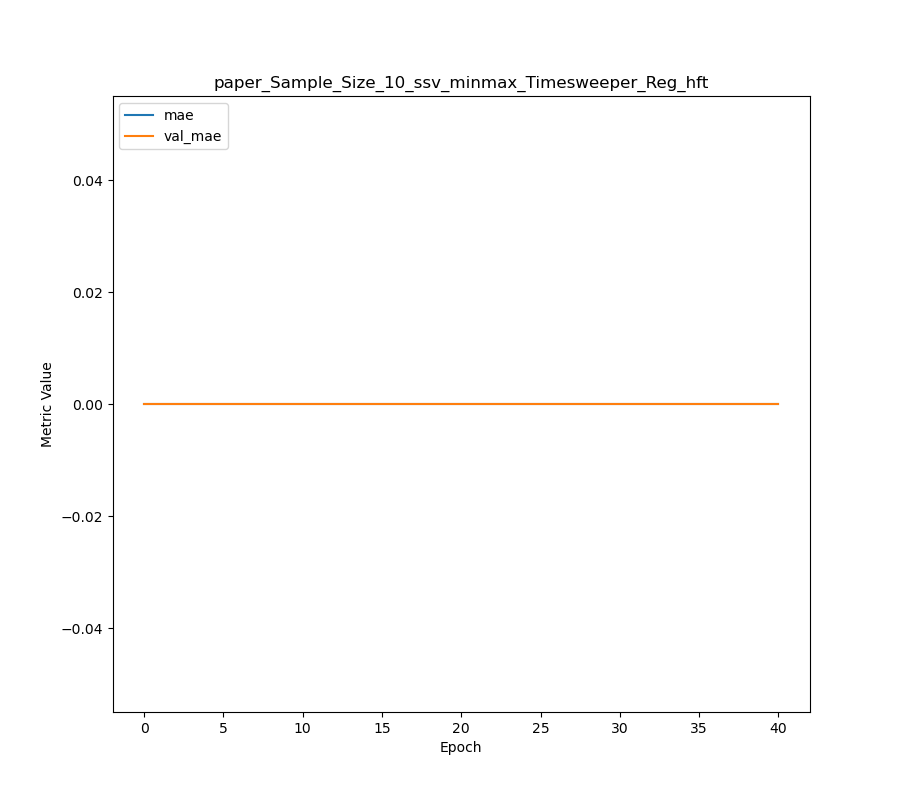 paper_Sample_Size_10_ssv_minmax_Timesweeper_Reg_hft
mae
val_mae
0.04
0.02
0.00
−0.02
−0.04
Metric Value
0 5 10 15 20 25 30 35 40
Epoch